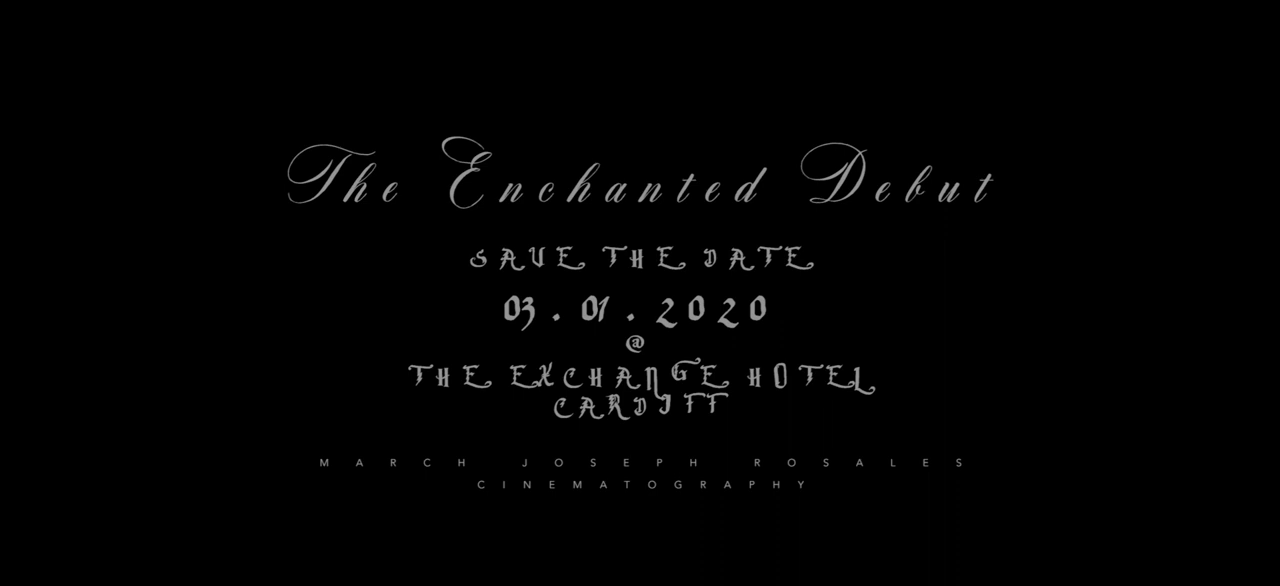 The Enchanted Debut
SAVE THE DATE
03.01.2020
@
THE EXCHANGE HOTEL
CARDIFF
MARCH JOSEPH ROSALES
CINEMATOGRAPHY